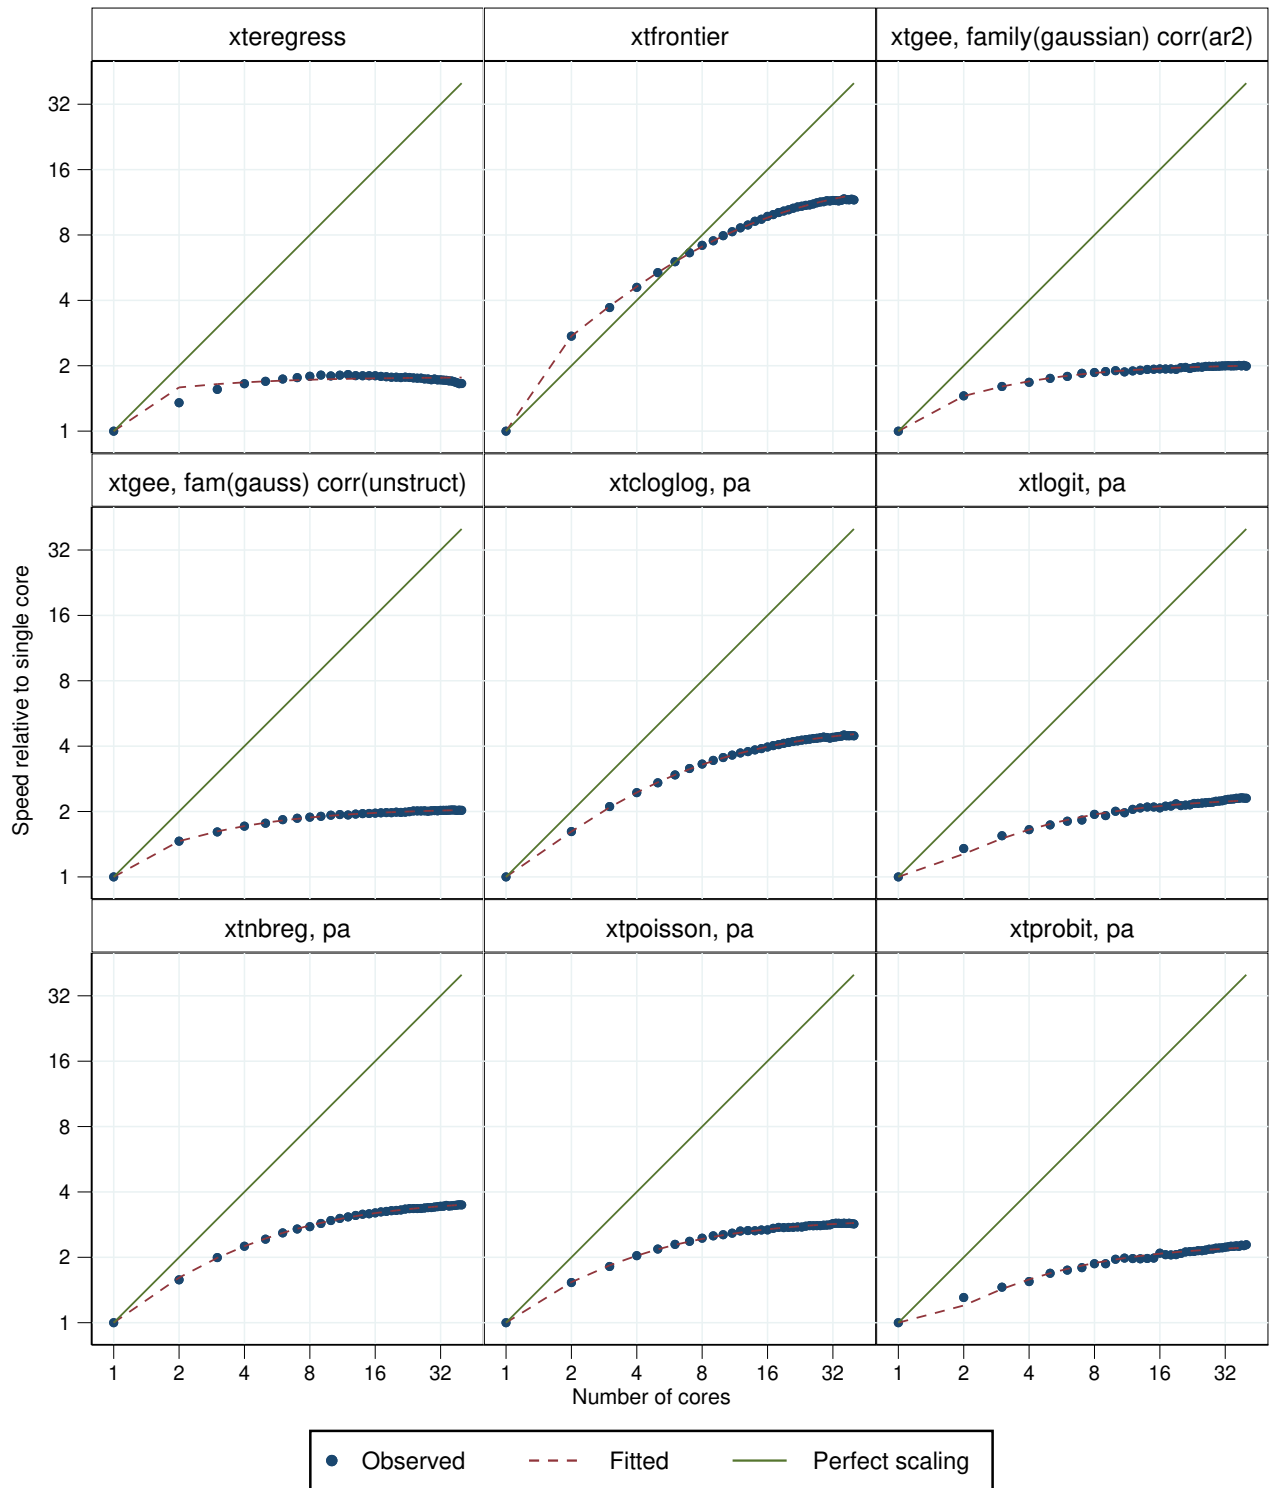 xteregress
xtfrontier
xtgee, family(gaussian) corr(ar2)
32
16
8
4
2
1
xtgee, fam(gauss) corr(unstruct)
xtcloglog, pa
xtlogit, pa
Speed relative to single core
32
16
8
4
2
1
xtnbreg, pa
xtpoisson, pa
xtprobit, pa
32
16
8
4
2
1
1 2 4 8 16 32
1 2 4 8 16 32
1 2 4 8 16 32
Number of cores
Observed
Fitted
Perfect scaling